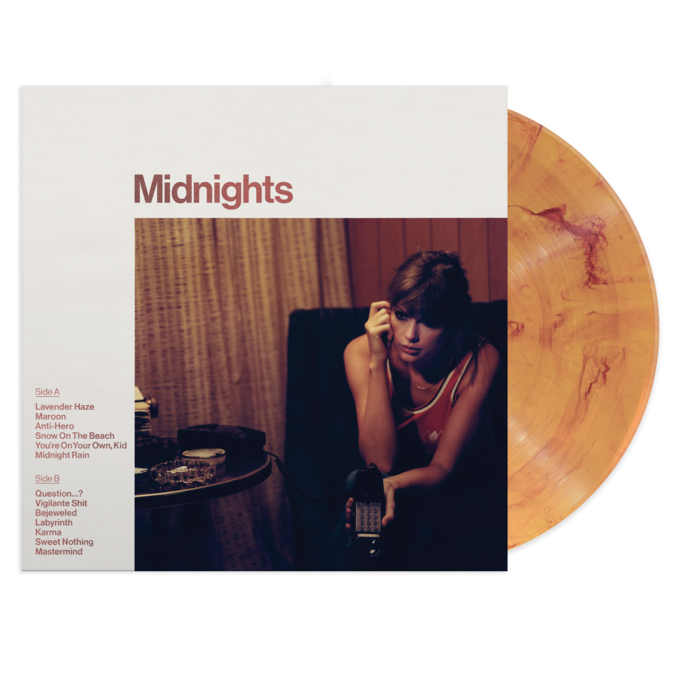 Midnights
Side A
Lavender Haze
Maroon
Anti-Hero
Snow On The Beach
You're On Your Own, Kid
Midnight Rain
Side B
Question...?
Vigilante Shit
Bejeweled
Labyrinth
Karma
Sweet Nothing
Mastermind